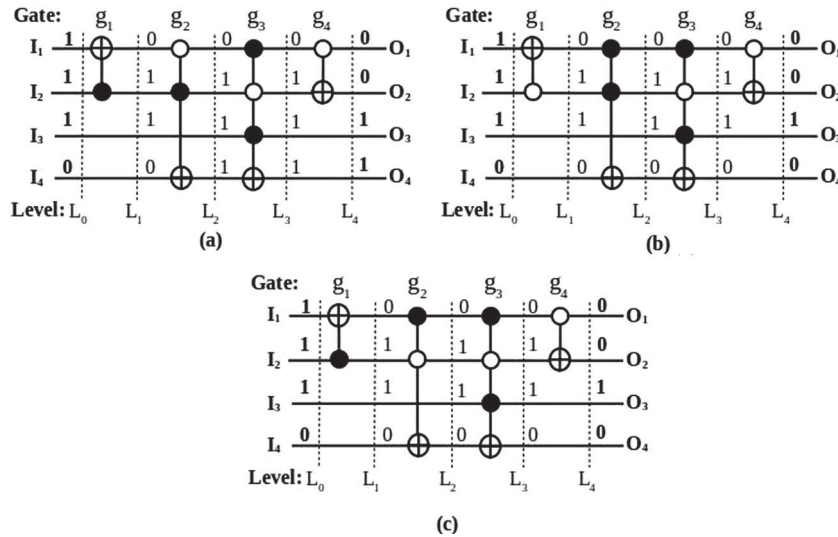 Gate: g₁ g₂ g₃ g₄
I₁ 1 0 0 0 0 O₁
I₂ 1 1 1 1 0 O₂
I₃ 1 1 1 1 1 O₃
I₄ 0 0 1 1 1 O₄
Level: L₀ L₁ L₂ L₃ L₄
(a)
Gate: g₁ g₂ g₃ g₄
I₁ 1 0 0 0 0 O₁
I₂ 1 1 1 1 0 O₂
I₃ 1 1 1 1 1 O₃
I₄ 0 0 0 0 0 O₄
Level: L₀ L₁ L₂ L₃ L₄
(b)
Gate: g₁ g₂ g₃ g₄
I₁ 1 0 0 0 0 O₁
I₂ 1 1 1 1 0 O₂
I₃ 1 1 1 1 1 O₃
I₄ 0 0 0 0 0 O₄
Level: L₀ L₁ L₂ L₃ L₄
(c)